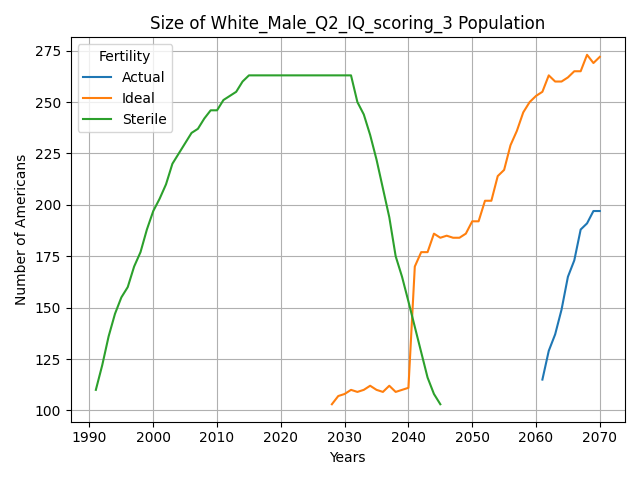 Size of White_Male_Q2_IQ_scoring_3 Population
Fertility
Actual
Ideal
Sterile
Number of Americans
275
250
225
200
175
150
125
100
1990 2000 2010 2020 2030 2040 2050 2060 2070
Years